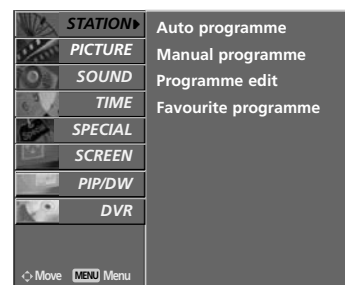 STATION
PICTURE
SOUND
TIME
SPECIAL
SCREEN
PIP/DW
DVR
Move MENU Menu
Auto programme
Manual programme
Programme edit
Favourite programme